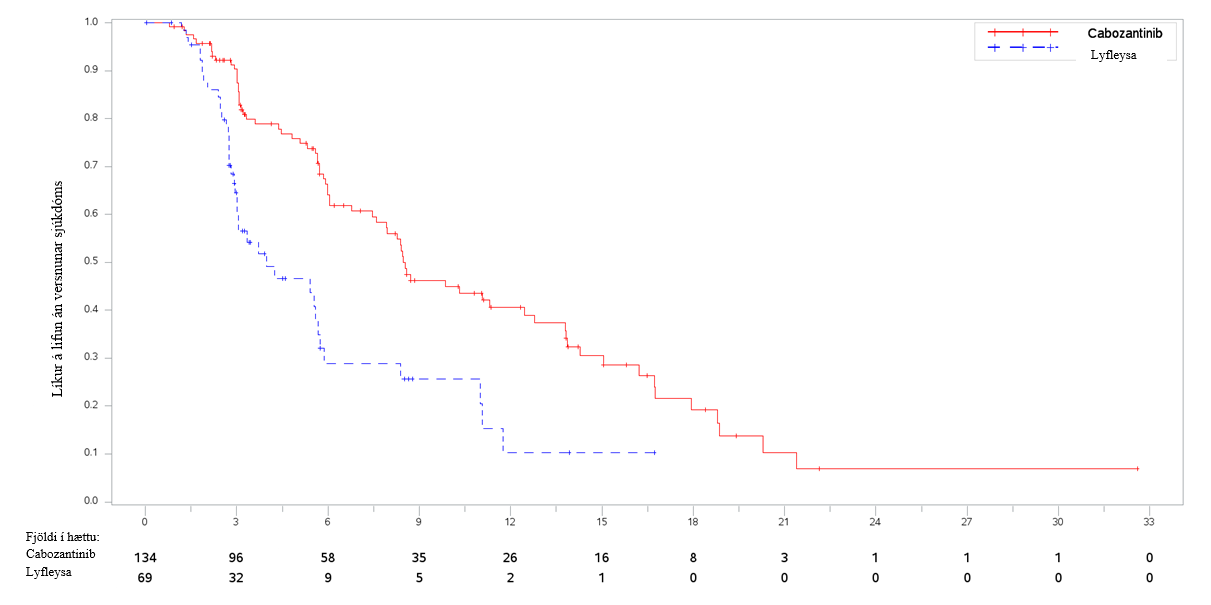 Cabozantinib
Lyfleysa
Líkur á lifun án versnunar sjúkdóms
1.0
0.9
0.8
0.7
0.6
0.5
0.4
0.3
0.2
0.1
0.0
0 3 6 9 12 15 18 21 24 27 30 33
Fjöldi í hættu:
Cabozantinib 134 96 58 35 26 16 8 3 1 1 1 0
Lyfleysa 69 32 9 5 2 1 0 0 0 0 0 0